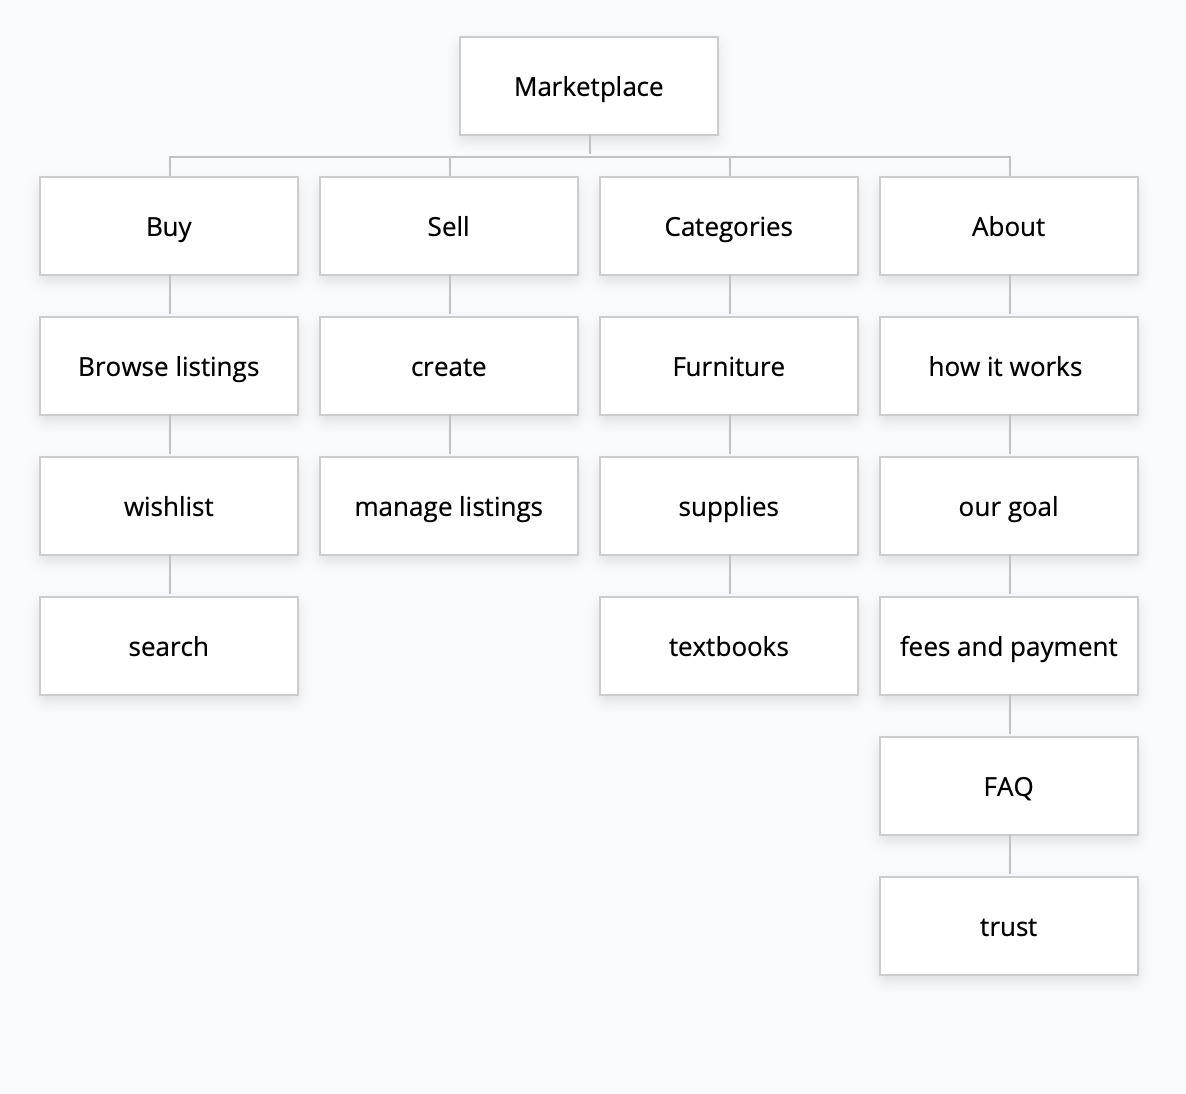 Marketplace
Buy
Sell
Categories
About
Browse listings
create
Furniture
how it works
wishlist
manage listings
supplies
our goal
search
textbooks
fees and payment
FAQ
trust